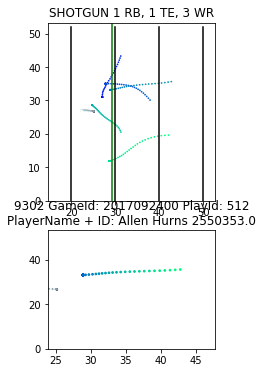 SHOTGUN 1 RB, 1 TE, 3 WR
50
40
30
20
10
0
20 30 40 50
9302 GameId: 2017092400 PlayId: 512
PlayerName + ID: Allen Hurns 2550353.0
40
20
0
25 30 35 40 45